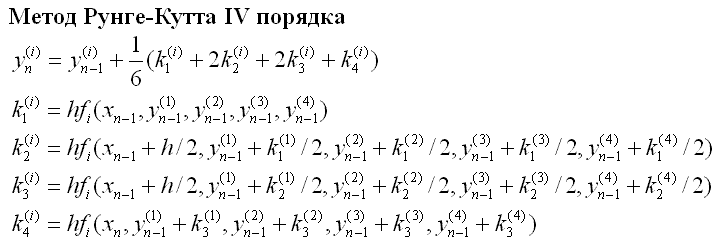 Метод Рунге-Кутта IV порядка
y_n^{(i)} = y_{n-1}^{(i)} + \frac{1}{6}(k_1^{(i)} + 2k_2^{(i)} + 2k_3^{(i)} + k_4^{(i)})
k_1^{(i)} = hf_i(x_{n-1}, y_{n-1}^{(1)}, y_{n-1}^{(2)}, y_{n-1}^{(3)}, y_{n-1}^{(4)})
k_2^{(i)} = hf_i(x_{n-1} + h/2, y_{n-1}^{(1)} + k_1^{(1)}/2, y_{n-1}^{(2)} + k_1^{(2)}/2, y_{n-1}^{(3)} + k_1^{(3)}/2, y_{n-1}^{(4)} + k_1^{(4)}/2)
k_3^{(i)} = hf_i(x_{n-1} + h/2, y_{n-1}^{(1)} + k_2^{(1)}/2, y_{n-1}^{(2)} + k_2^{(2)}/2, y_{n-1}^{(3)} + k_2^{(3)}/2, y_{n-1}^{(4)} + k_2^{(4)}/2)
k_4^{(i)} = hf_i(x_n, y_{n-1}^{(1)} + k_3^{(1)}, y_{n-1}^{(2)} + k_3^{(2)}, y_{n-1}^{(3)} + k_3^{(3)}, y_{n-1}^{(4)} + k_3^{(4)})